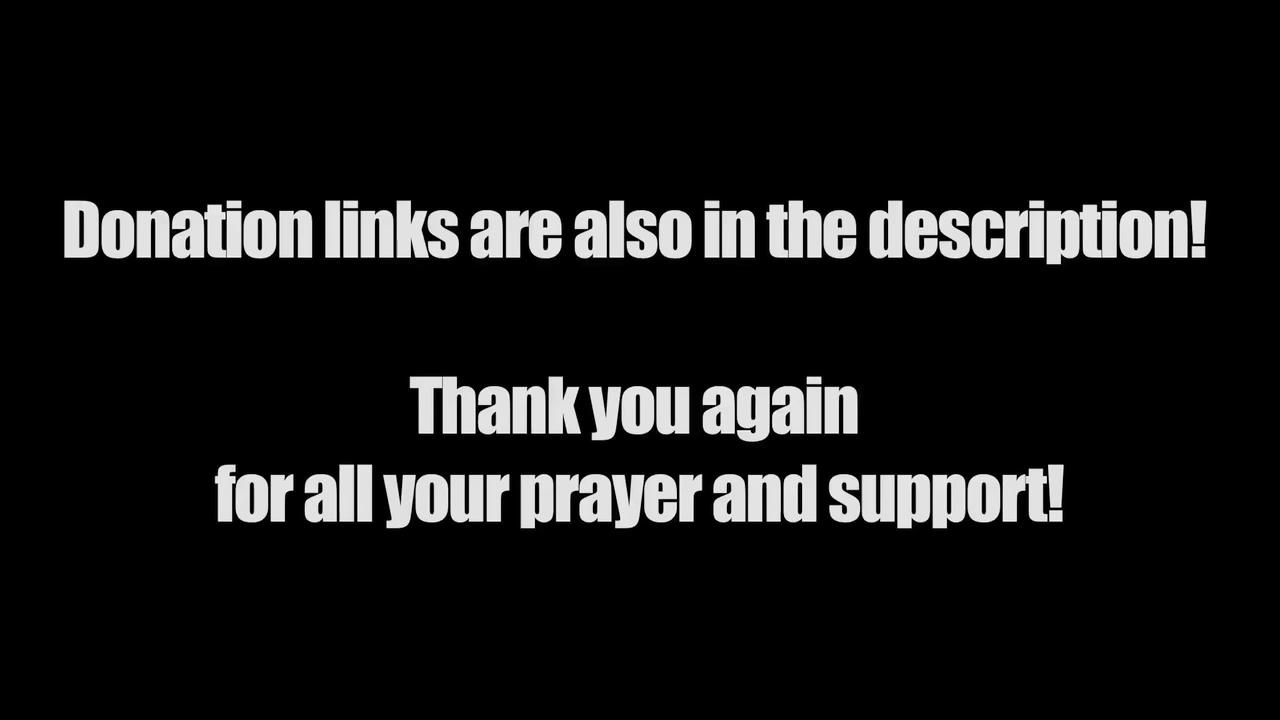 Donation links are also in the description!
Thank you again
for all your prayer and support!